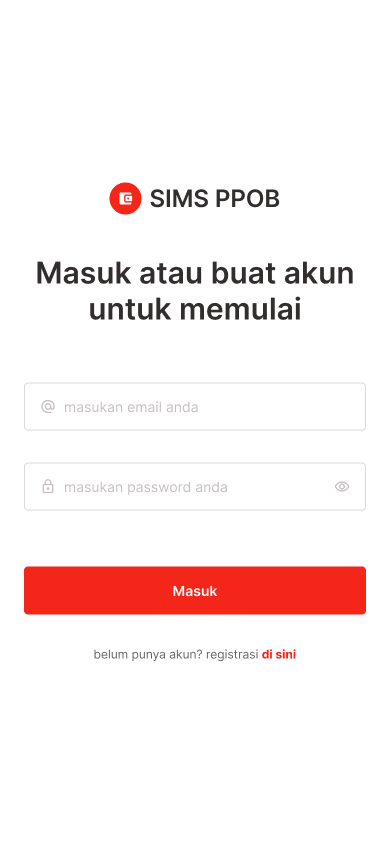 SIMS PPOB
Masuk atau buat akun
untuk memulai
masukan email anda
masukan password anda
Masuk
belum punya akun? registrasi di sini